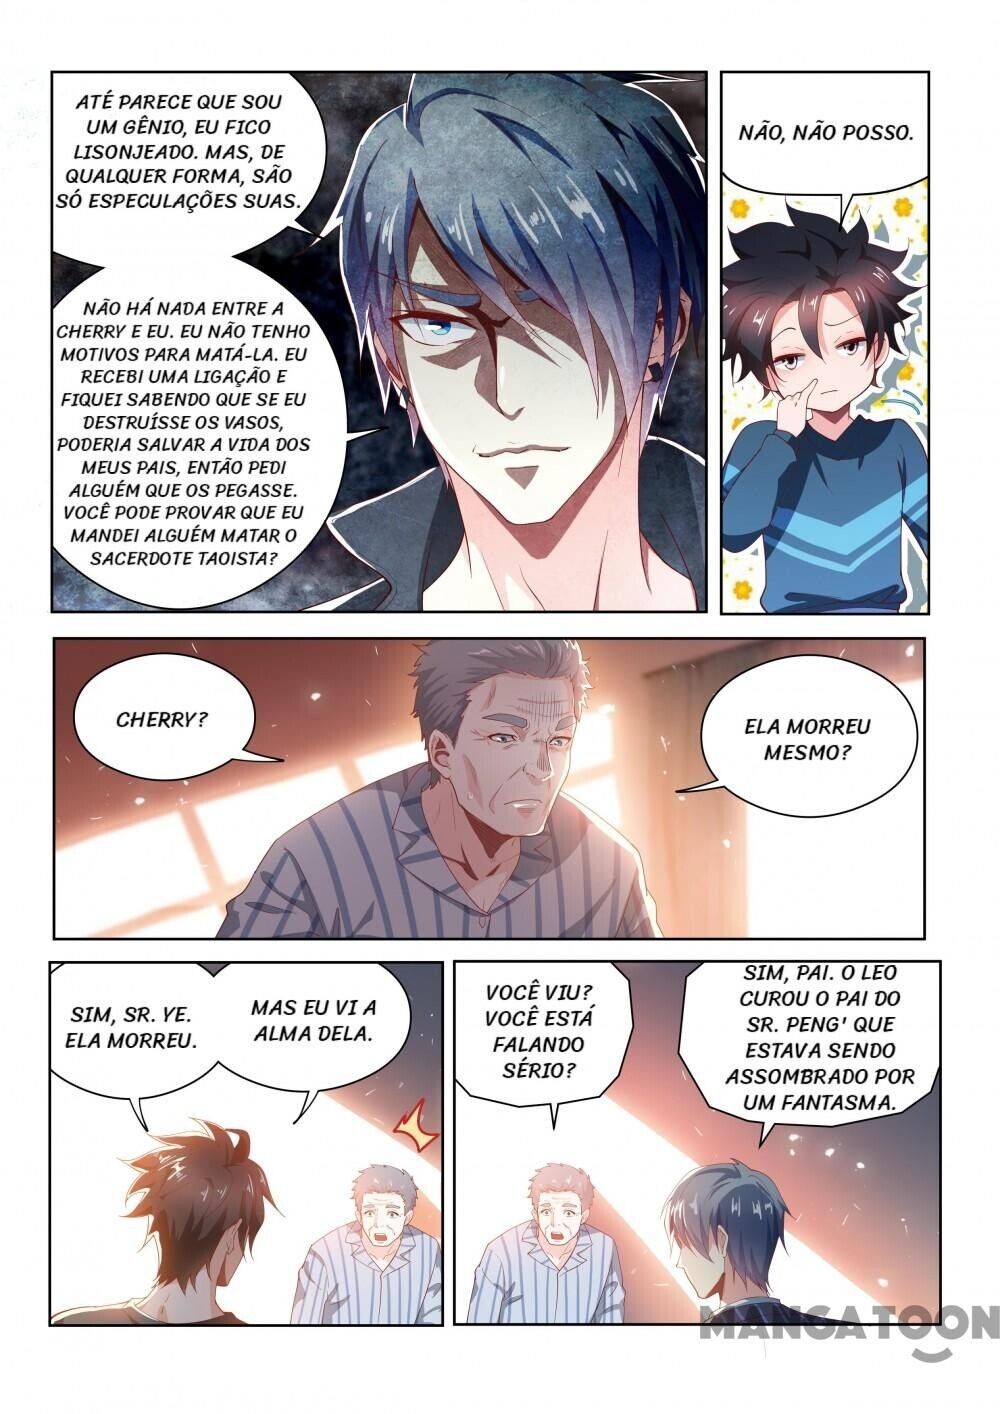 ATÉ PARECE QUE SOU
UM GÊNIO, EU FICO
LISONJEADO. MAS, DE
QUALQUER FORMA, SÃO
SÓ ESPECULAÇÕES SUAS.
NÃO HÁ NADA ENTRE A
CHERRY E EU. EU NÃO TENHO
MOTIVOS PARA MATÁ-LA. EU
RECEBI UMA LIGAÇÃO E
FIQUEI SABENDO QUE SE EU
DESTRUÍSSE OS VASOS,
PODERIA SALVAR A VIDA DOS
MEUS PAIS, ENTÃO PEDI
ALGUÉM QUE OS PEGASSE.
VOCÊ PODE PROVAR QUE EU
MANDEI ALGUÉM MATAR O
SACERDOTE TAOISTA?
NÃO, NÃO POSSO.
CHERRY?
ELA MORREU
MESMO?
SIM, SR. YE.
ELA MORREU.
MAS EU VI A
ALMA DELA.
VOCÊ VIU?
VOCÊ ESTÁ
FALANDO
SÉRIO?
SIM, PAI. O LEO
CUROU O PAI DO
SR. PENG' QUE
ESTAVA SENDO
ASSOMBRADO POR
UM FANTASMA.
MANGATOON